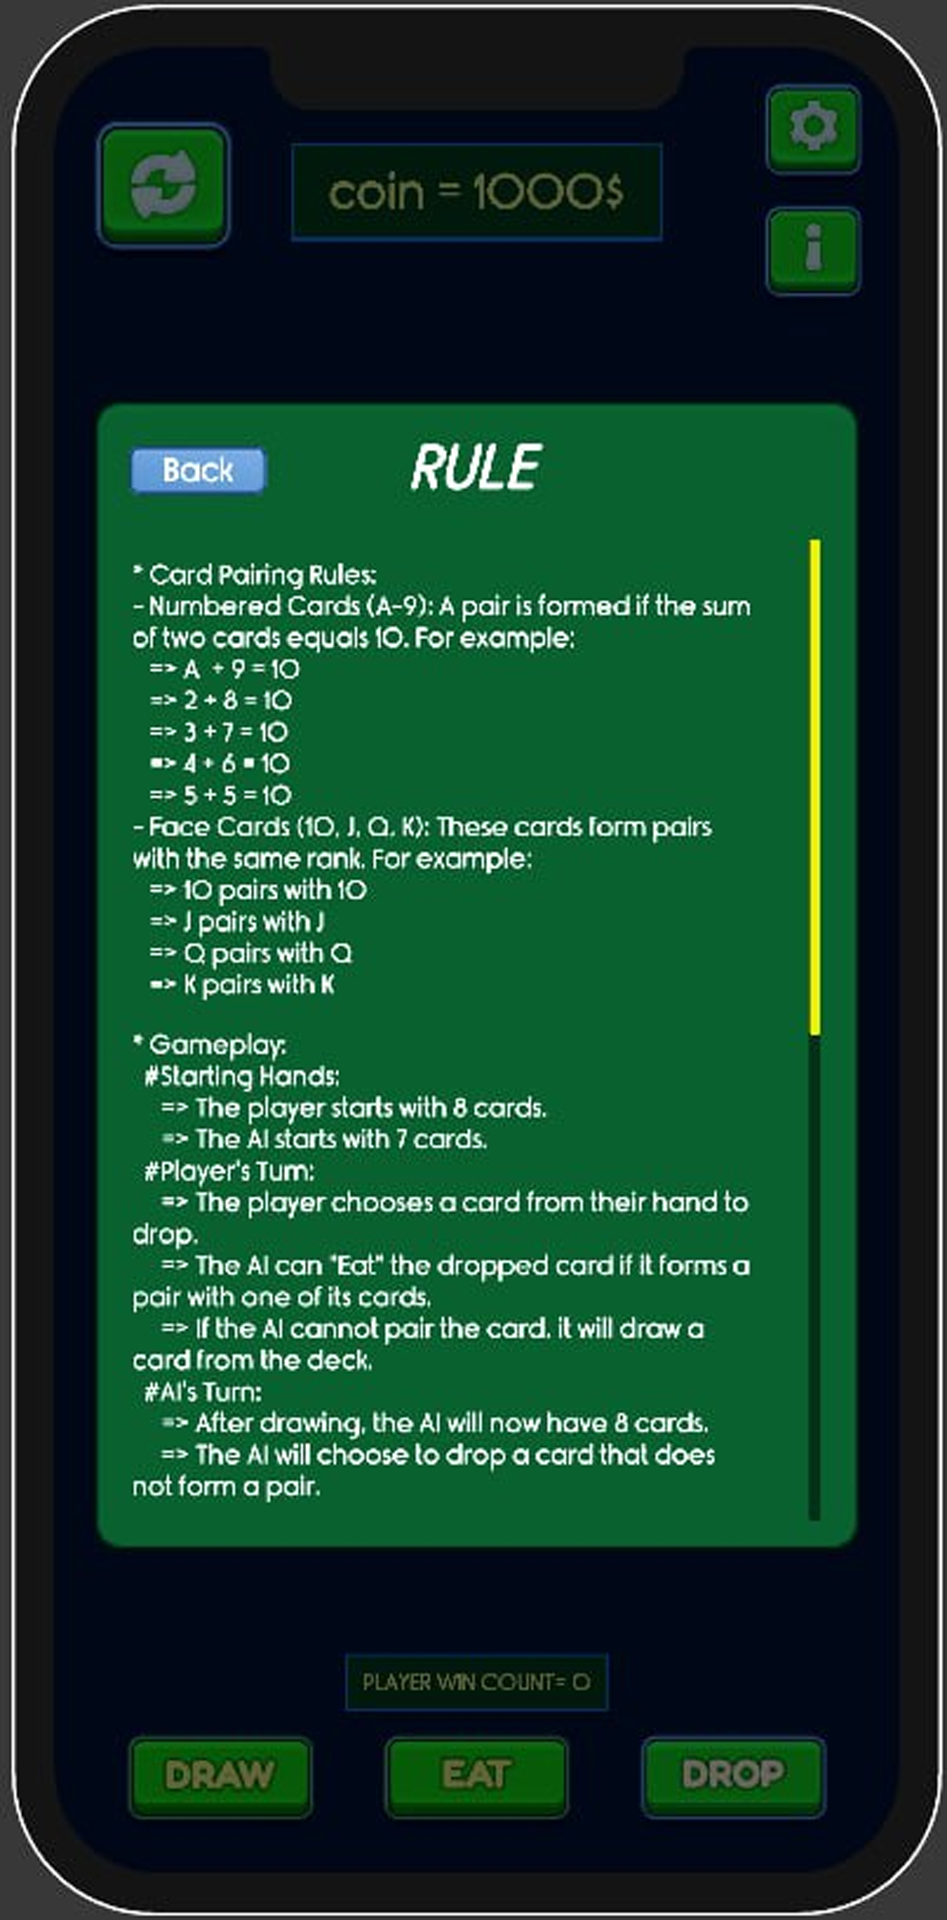 coin = 1000$
Back
RULE
* Card Pairing Rules:
- Numbered Cards (A-9): A pair is formed if the sum
of two cards equals 10. For example:
=> A + 9 = 10
=> 2 + 8 = 10
=> 3 + 7 = 10
=> 4 + 6 = 10
=> 5 + 5 = 10
- Face Cards (10, J, Q, K): These cards form pairs
with the same rank. For example:
=> 10 pairs with 10
=> J pairs with J
=> Q pairs with Q
=> K pairs with K
* Gameplay:
#Starting Hands:
=> The player starts with 8 cards.
=> The AI starts with 7 cards.
#Player's Turn:
=> The player chooses a card from their hand to
drop.
=> The AI can "Eat" the dropped card if it forms a
pair with one of its cards.
=> If the AI cannot pair the card, it will draw a
card from the deck.
#AI's Turn:
=> After drawing, the AI will now have 8 cards.
=> The AI will choose to drop a card that does
not form a pair.
PLAYER WIN COUNT= 0
DRAW
EAT
DROP